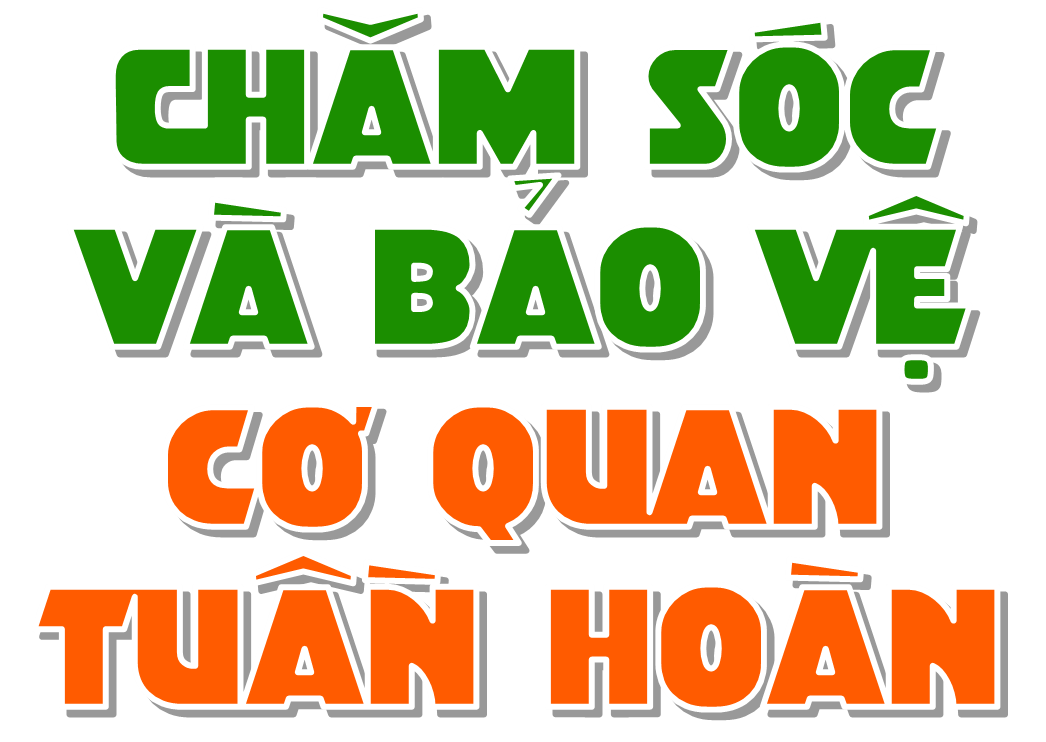 CHĂM SÓC
VÀ BẢO VỆ
CƠ QUAN
TUẦN HOÀN